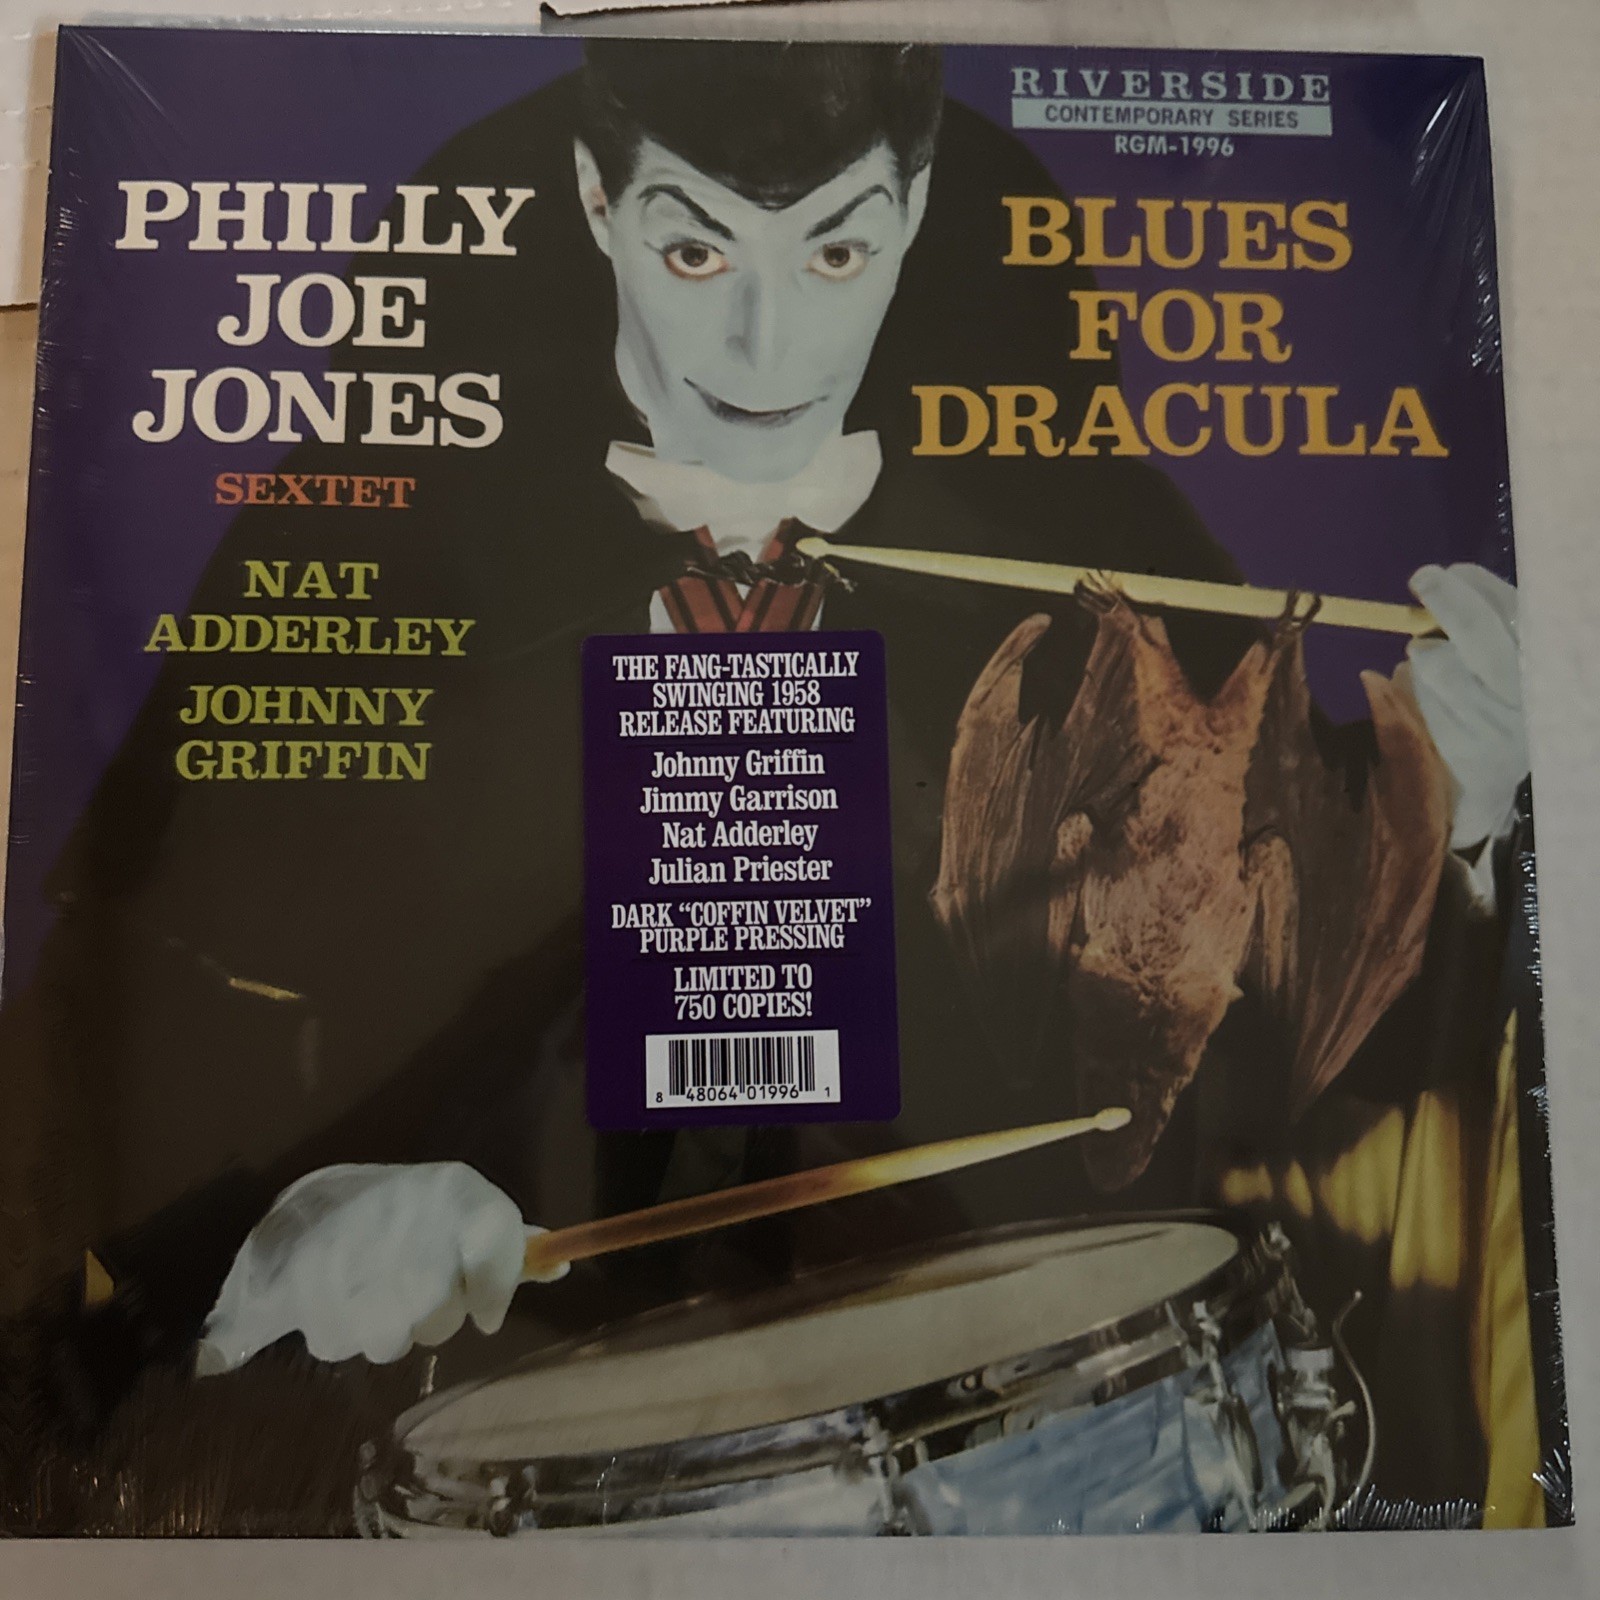 RIVERSIDE
CONTEMPORARY SERIES
RGM-1996
PHILLY
JOE
JONES
SEXTET
NAT
ADDERLEY
JOHNNY
GRIFFIN
BLUES
FOR
DRACULA
THE FANG-TASTICALLY
SWINGING 1958
RELEASE FEATURING
Johnny Griffin
Jimmy Garrison
Nat Adderley
Julian Priester
DARK “COFFIN VELVET”
PURPLE PRESSING
LIMITED TO
750 COPIES!
8 48064 01996 1